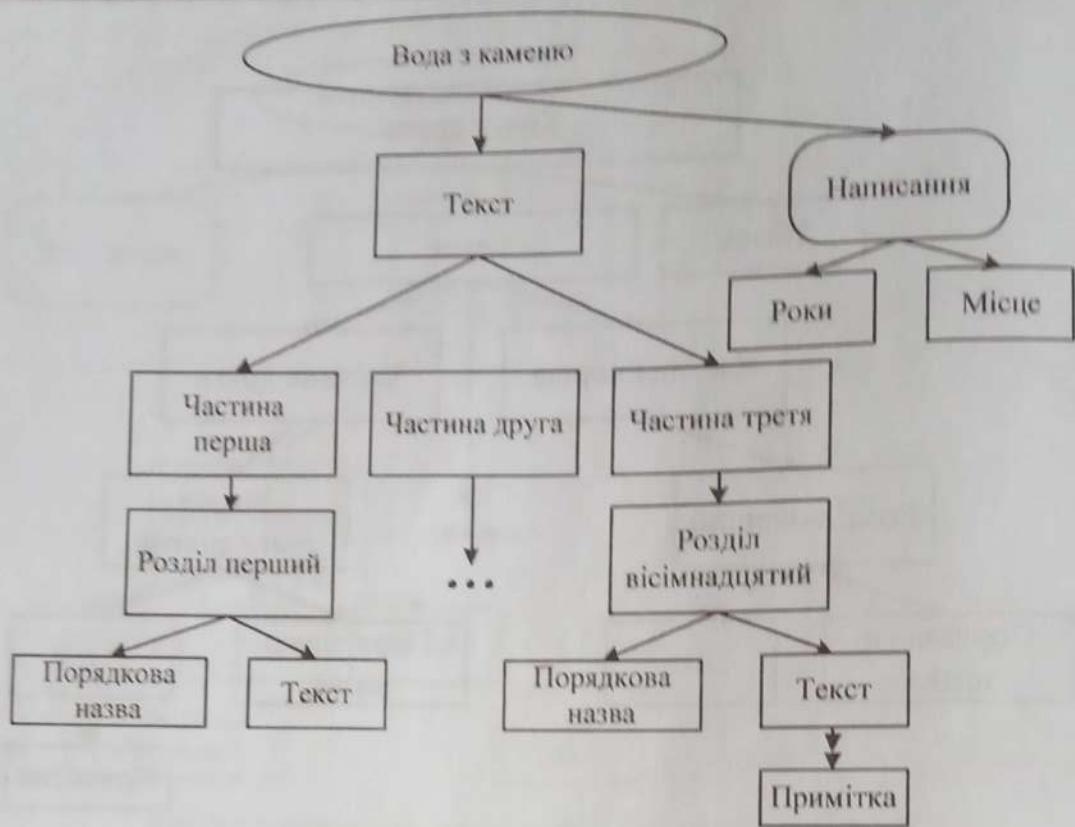 Вода з каменю
Текст
Написання
Роки
Місце
Частина
перша
Частина друга
Частина третя
Розділ перший
...
Розділ
вісімнадцятий
Порядкова
назва
Текст
Порядкова
назва
Текст
Примітка